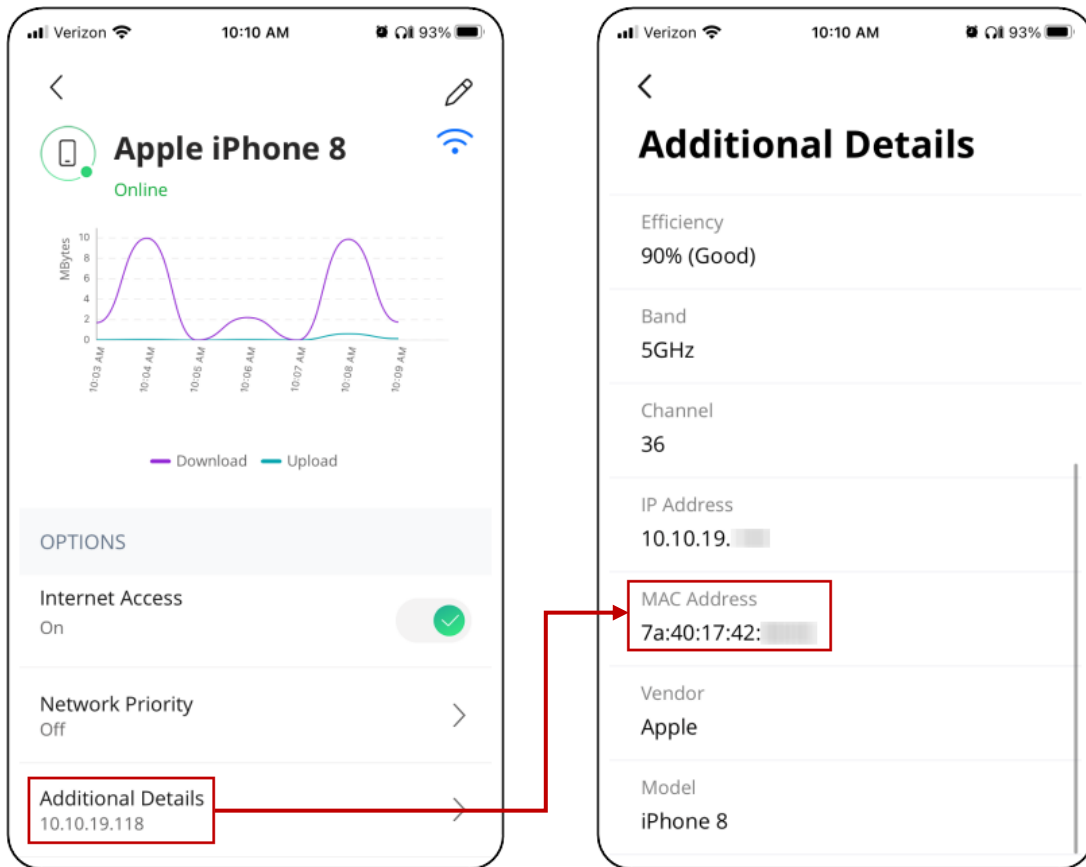 Verizon 10:10 AM 93%
Apple iPhone 8
Online
MBytes
10
8
6
4
2
0
10:03 AM
10:04 AM
10:05 AM
10:06 AM
10:07 AM
10:08 AM
10:09 AM
Download Upload
OPTIONS
Internet Access
On
Network Priority
Off
Additional Details
10.10.19.118
Verizon 10:10 AM 93%
Additional Details
Efficiency
90% (Good)
Band
5GHz
Channel
36
IP Address
10.10.19.
MAC Address
7a:40:17:42:
Vendor
Apple
Model
iPhone 8